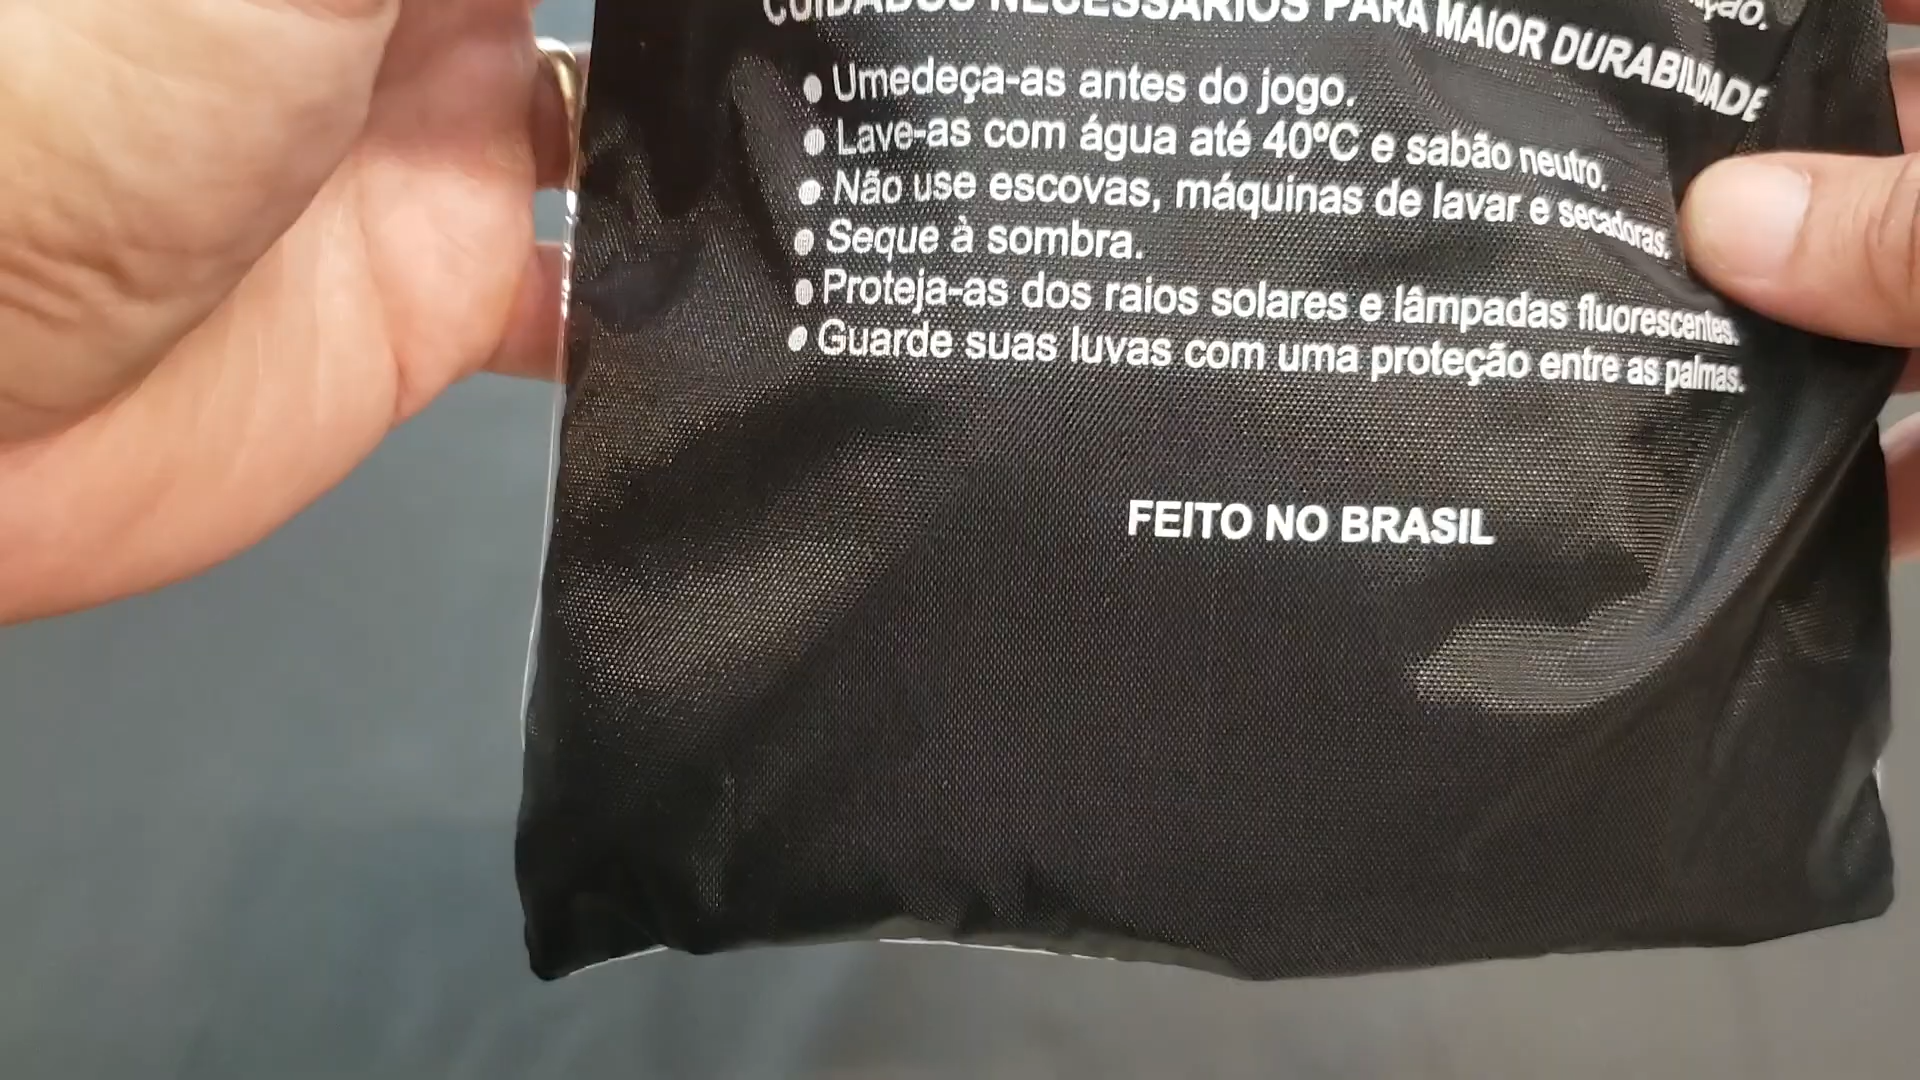 ção.
CUIDADOS NECESSÁRIOS PARA MAIOR DURABILIDADE
● Umedeça-as antes do jogo.
● Lave-as com água até 40ºC e sabão neutro.
● Não use escovas, máquinas de lavar e secadoras.
● Seque à sombra.
● Proteja-as dos raios solares e lâmpadas fluorescentes.
● Guarde suas luvas com uma proteção entre as palmas.
FEITO NO BRASIL